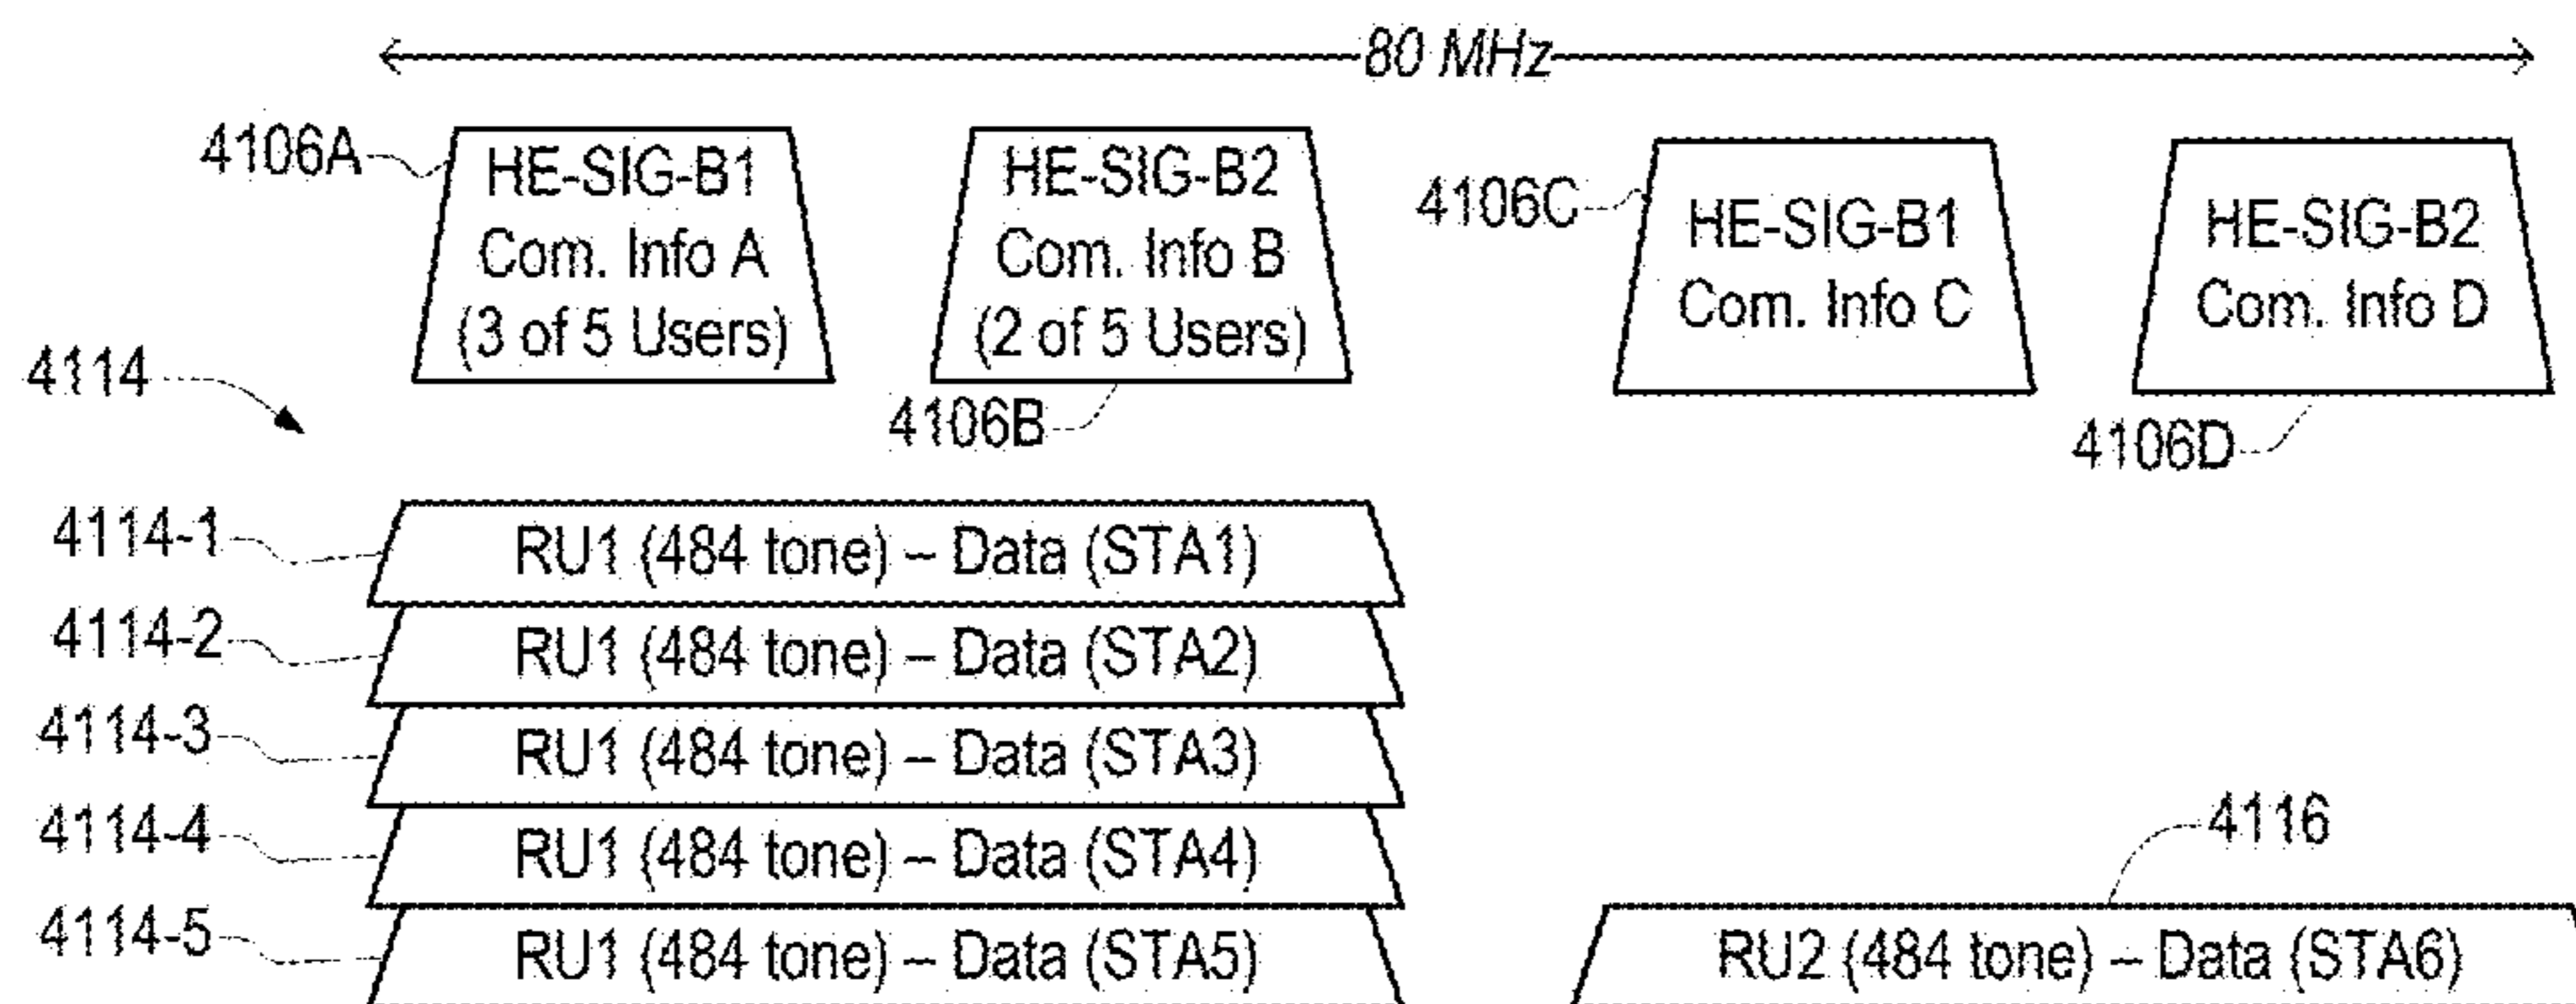 80 MHz
4106A
HE-SIG-B1
Com. Info A
(3 of 5 Users)
HE-SIG-B2
Com. Info B
(2 of 5 Users)
4106B
4106C
HE-SIG-B1
Com. Info C
HE-SIG-B2
Com. Info D
4106D
4114
4114-1
RU1 (484 tone) – Data (STA1)
4114-2
RU1 (484 tone) – Data (STA2)
4114-3
RU1 (484 tone) – Data (STA3)
4114-4
RU1 (484 tone) – Data (STA4)
4114-5
RU1 (484 tone) – Data (STA5)
4116
RU2 (484 tone) – Data (STA6)